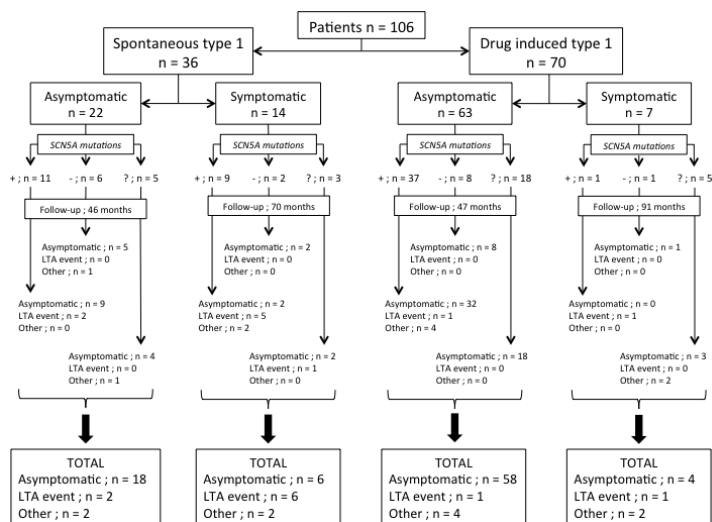 Patients n = 106
Spontaneous type 1
n = 36
Drug induced type 1
n = 70
Asymptomatic
n = 22
Symptomatic
n = 14
Asymptomatic
n = 63
Symptomatic
n = 7
SCN5A mutations
SCN5A mutations
SCN5A mutations
SCN5A mutations
+ ; n = 11 - ; n = 6 ? ; n = 5
+ ; n = 9 - ; n = 2 ? ; n = 3
+ ; n = 37 - ; n = 8 ? ; n = 18
+ ; n = 1 - ; n = 1 ? ; n = 5
Follow-up ; 46 months
Follow-up ; 70 months
Follow-up ; 47 months
Follow-up ; 91 months
Asymptomatic ; n = 5
LTA event ; n = 0
Other ; n = 1
Asymptomatic ; n = 2
LTA event ; n = 0
Other ; n = 0
Asymptomatic ; n = 8
LTA event ; n = 0
Other ; n = 0
Asymptomatic ; n = 1
LTA event ; n = 0
Other ; n = 0
Asymptomatic ; n = 9
LTA event ; n = 2
Other ; n = 0
Asymptomatic ; n = 2
LTA event ; n = 5
Other ; n = 2
Asymptomatic ; n = 32
LTA event ; n = 1
Other ; n = 4
Asymptomatic ; n = 0
LTA event ; n = 1
Other ; n = 0
Asymptomatic ; n = 4
LTA event ; n = 0
Other ; n = 1
Asymptomatic ; n = 2
LTA event ; n = 1
Other ; n = 0
Asymptomatic ; n = 18
LTA event ; n = 0
Other ; n = 0
Asymptomatic ; n = 3
LTA event ; n = 0
Other ; n = 2
TOTAL
Asymptomatic ; n = 18
LTA event ; n = 2
Other ; n = 2
TOTAL
Asymptomatic ; n = 6
LTA event ; n = 6
Other ; n = 2
TOTAL
Asymptomatic ; n = 58
LTA event ; n = 1
Other ; n = 4
TOTAL
Asymptomatic ; n = 4
LTA event ; n = 1
Other ; n = 2